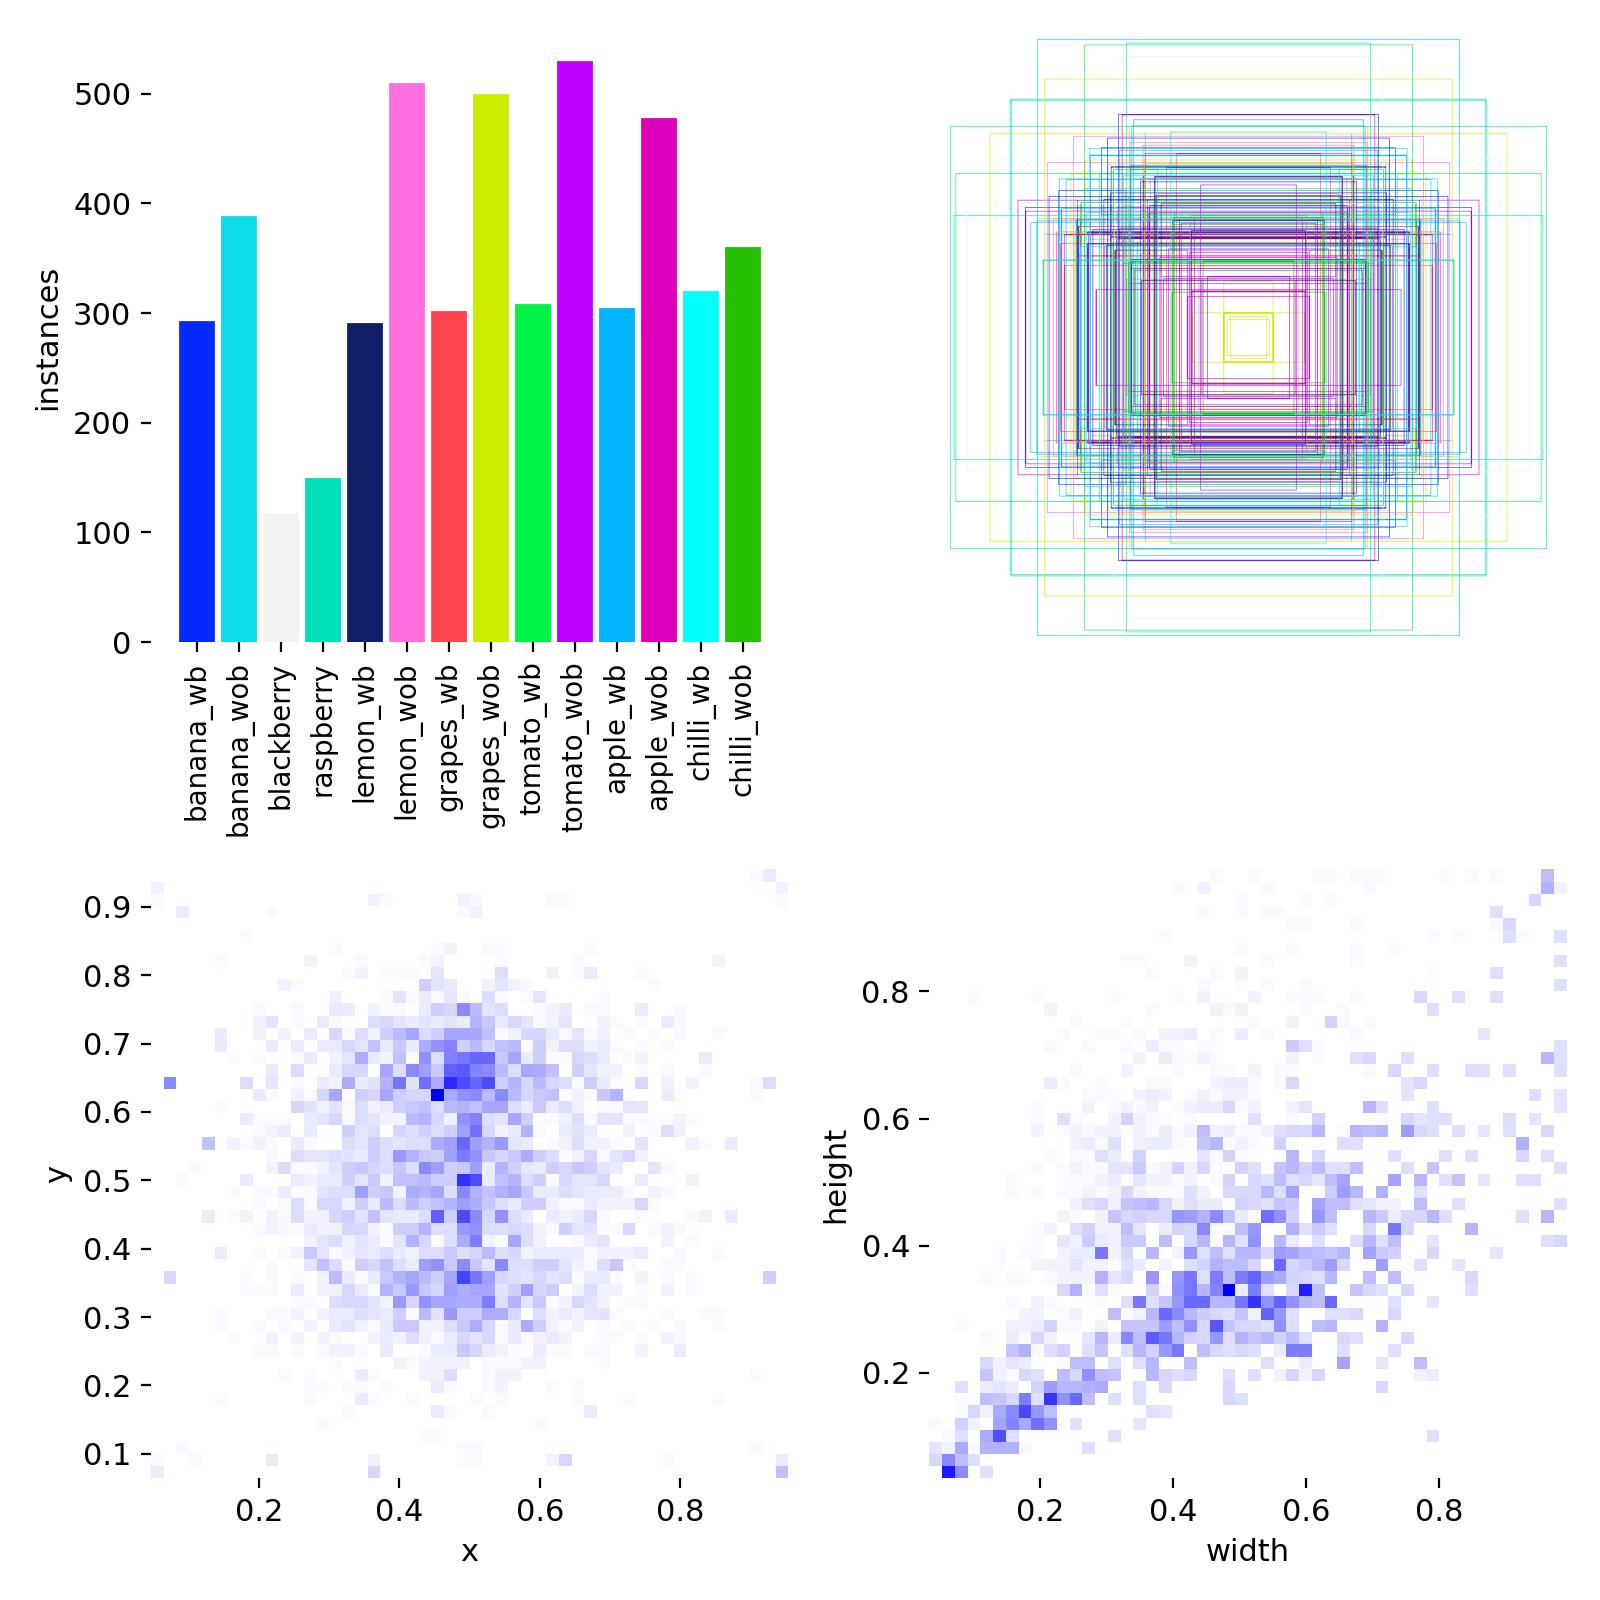 instances
500
400
300
200
100
0
banana_wb
banana_wob
blackberry
raspberry
lemon_wb
lemon_wob
grapes_wb
grapes_wob
tomato_wb
tomato_wob
apple_wb
apple_wob
chilli_wb
chilli_wob
y
0.9
0.8
0.7
0.6
0.5
0.4
0.3
0.2
0.1
0.2 0.4 0.6 0.8
x
height
0.8
0.6
0.4
0.2
0.2 0.4 0.6 0.8
width